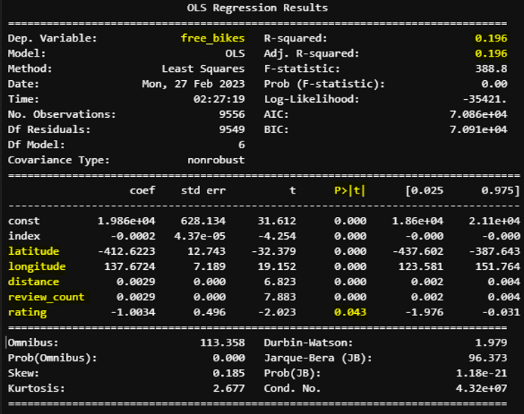 OLS Regression Results
Dep. Variable: free_bikes R-squared: 0.196
Model: OLS Adj. R-squared: 0.196
Method: Least Squares F-statistic: 388.8
Date: Mon, 27 Feb 2023 Prob (F-statistic): 0.00
Time: 02:27:19 Log-Likelihood: -35421.
No. Observations: 9556 AIC: 7.086e+04
Df Residuals: 9549 BIC: 7.091e+04
Df Model: 6
Covariance Type: nonrobust
coef std err t P>|t| [0.025 0.975]
const 1.986e+04 628.134 31.612 0.000 1.86e+04 2.11e+04
index -0.0002 4.37e-05 -4.254 0.000 -0.000 -0.000
latitude -412.6223 12.743 -32.379 0.000 -437.602 -387.643
longitude 137.6724 7.189 19.152 0.000 123.581 151.764
distance 0.0029 0.000 6.823 0.000 0.002 0.004
review_count 0.0029 0.000 7.883 0.000 0.002 0.004
rating -1.0034 0.496 -2.023 0.043 -1.976 -0.031
Omnibus: 113.358 Durbin-Watson: 1.979
Prob(Omnibus): 0.000 Jarque-Bera (JB): 96.373
Skew: 0.185 Prob(JB): 1.18e-21
Kurtosis: 2.677 Cond. No. 4.32e+07